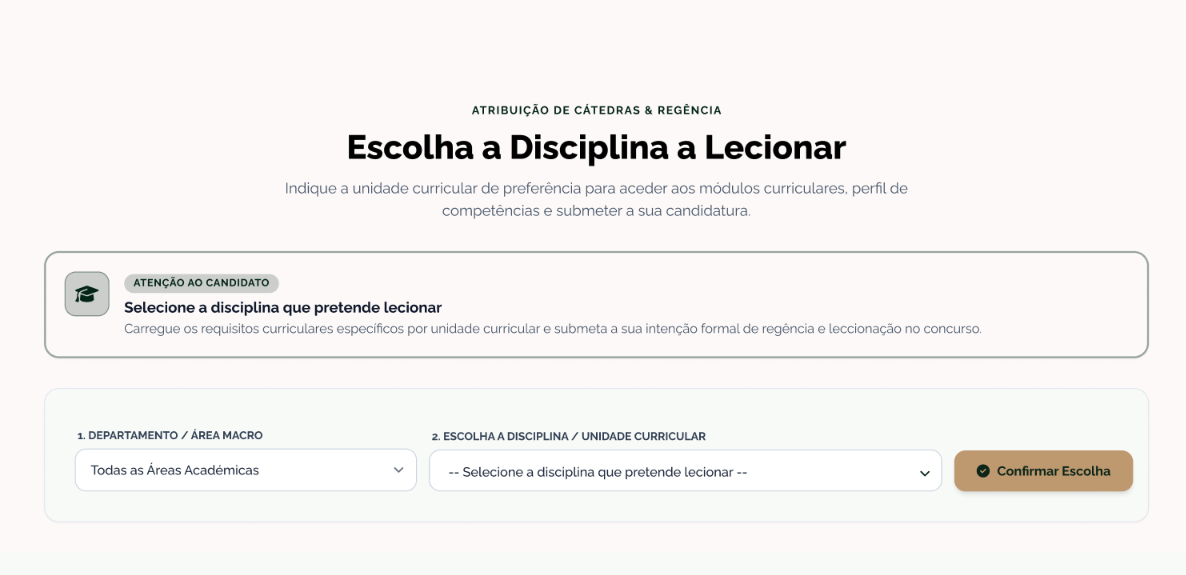 ATRIBUIÇÃO DE CÁTEDRAS & REGÊNCIA
Escolha a Disciplina a Lecionar
Indique a unidade curricular de preferência para aceder aos módulos curriculares, perfil de
competências e submeter a sua candidatura.
ATENÇÃO AO CANDIDATO
Selecione a disciplina que pretende lecionar
Carregue os requisitos curriculares específicos por unidade curricular e submeta a sua intenção formal de regência e leccionação no concurso.
1. DEPARTAMENTO / ÁREA MACRO
Todas as Áreas Académicas
2. ESCOLHA A DISCIPLINA / UNIDADE CURRICULAR
-- Selecione a disciplina que pretende lecionar --
Confirmar Escolha